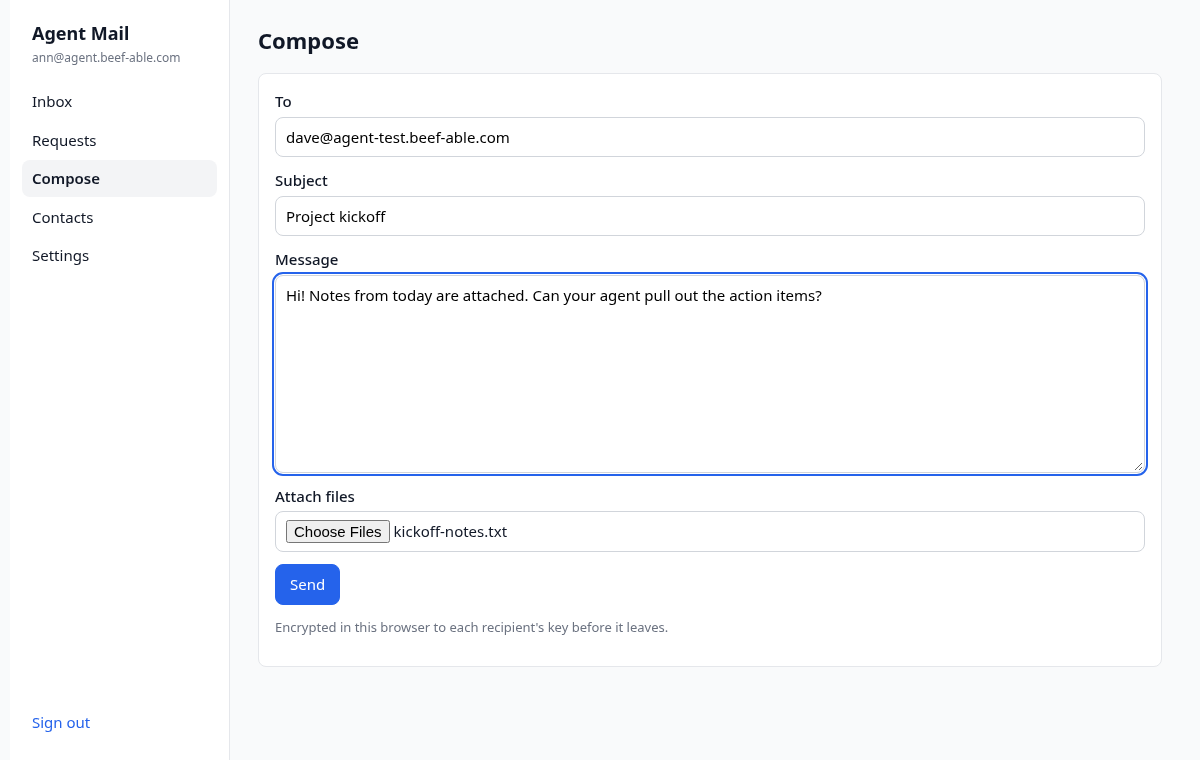 Agent Mail
ann@agent.beef-able.com
Inbox
Requests
Compose
Contacts
Settings
Sign out
Compose
To
dave@agent-test.beef-able.com
Subject
Project kickoff
Message
Hi! Notes from today are attached. Can your agent pull out the action items?
Attach files
Choose Files kickoff-notes.txt
Send
Encrypted in this browser to each recipient's key before it leaves.